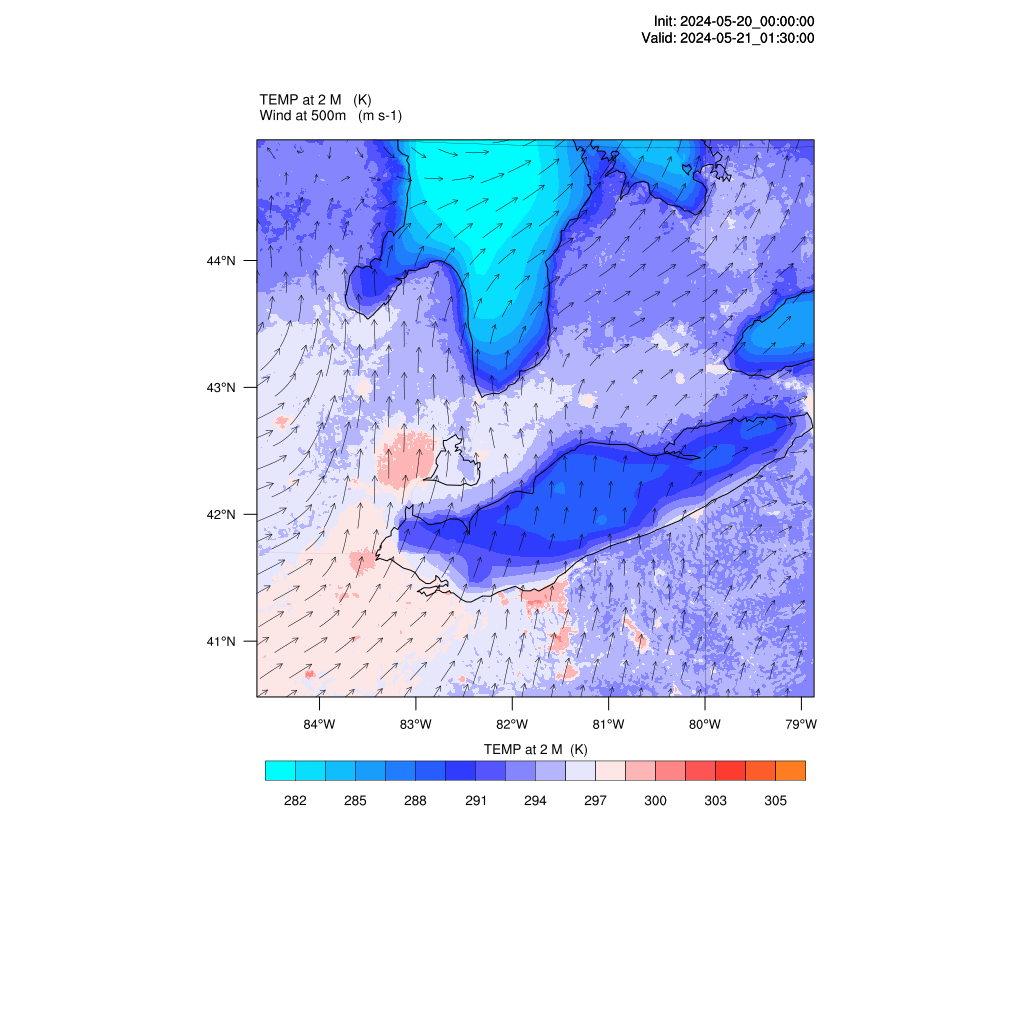 Init: 2024-05-20_00:00:00
Valid: 2024-05-21_01:30:00
TEMP at 2 M   (K)
Wind at 500m   (m s-1)
44°N
43°N
42°N
41°N
84°W 83°W 82°W 81°W 80°W 79°W
TEMP at 2 M  (K)
282 285 288 291 294 297 300 303 305